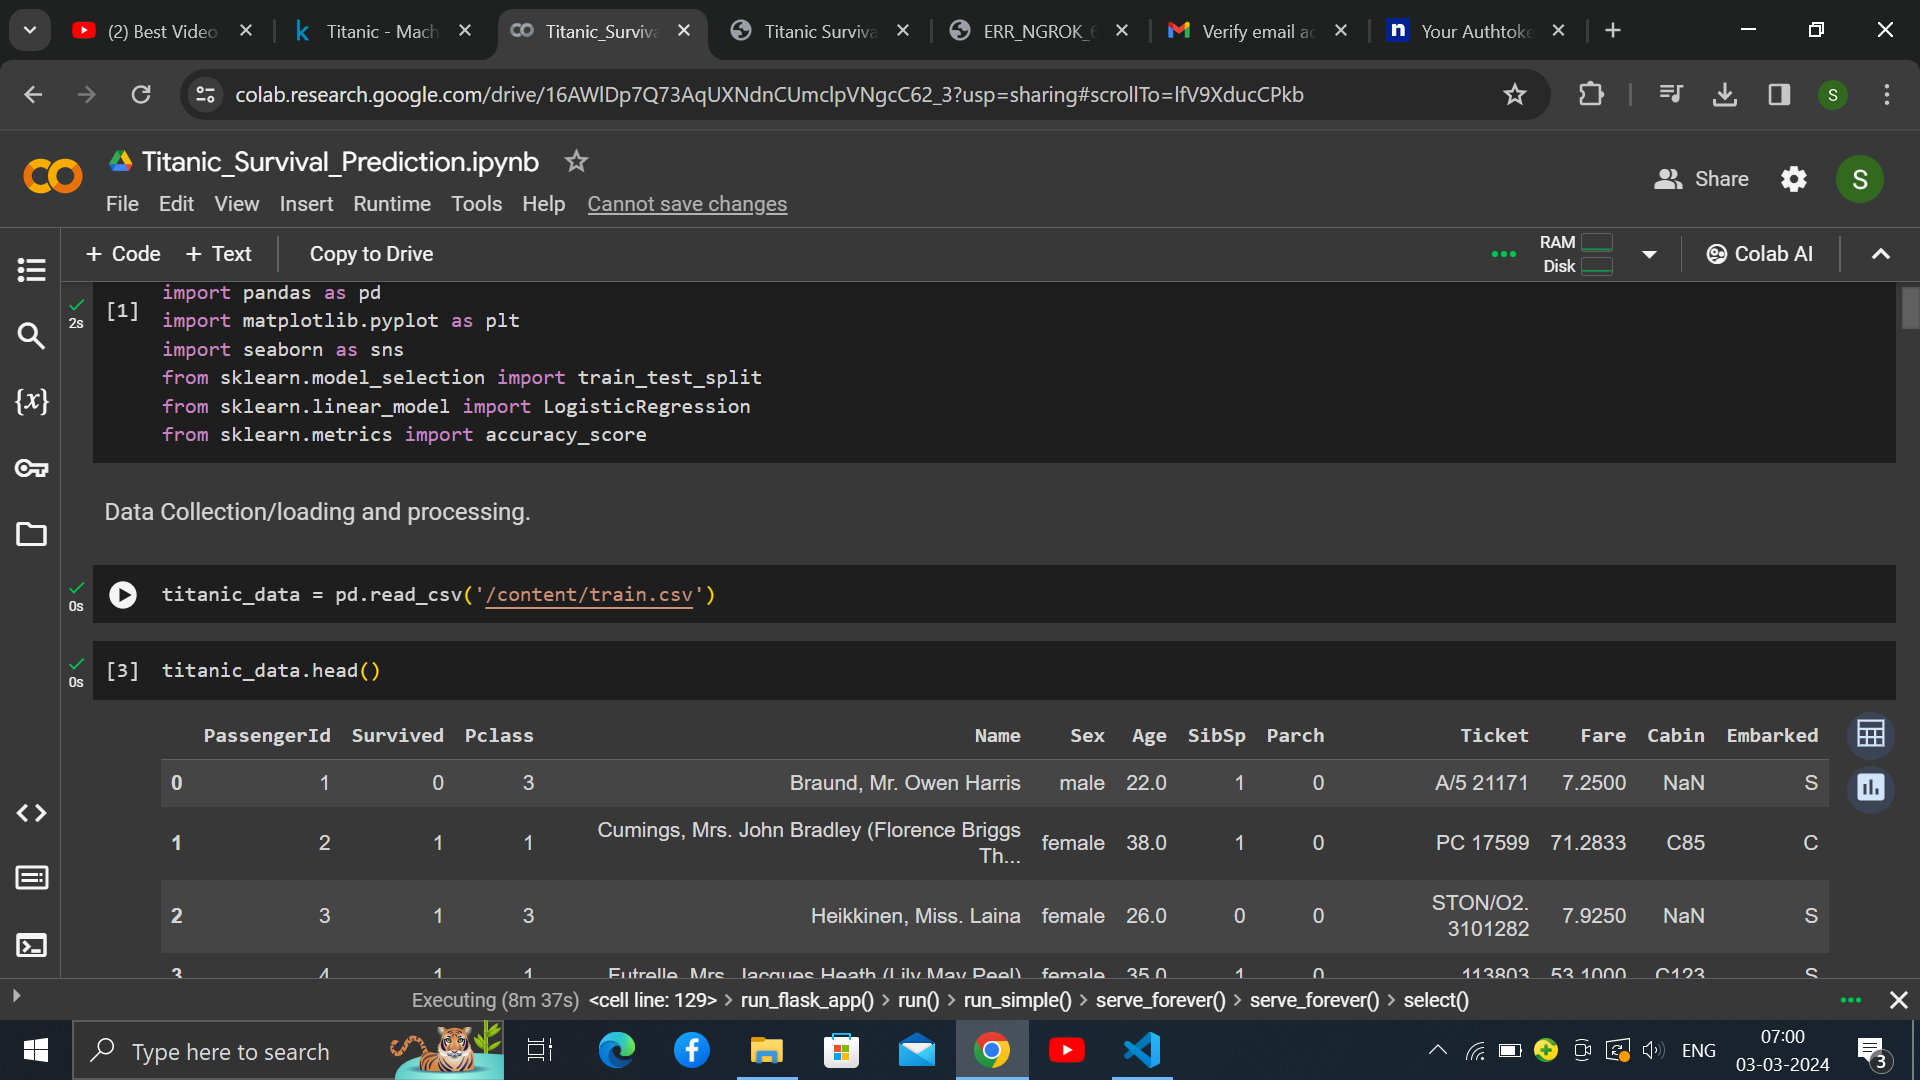 (2) Best Video
Titanic - Mach
Titanic_Surviva
Titanic Surviva
ERR_NGROK_6
Verify email ac
Your Authtoke
colab.research.google.com/drive/16AWlDp7Q73AqUXNdnCUmclpVNgcC62_3?usp=sharing#scrollTo=lfV9XducCPkb
S
Titanic_Survival_Prediction.ipynb
File Edit View Insert Runtime Tools Help Cannot save changes
Share
S
+ Code + Text Copy to Drive
RAM
Disk
Colab AI
2s
[1]
import pandas as pd
import matplotlib.pyplot as plt
import seaborn as sns
from sklearn.model_selection import train_test_split
from sklearn.linear_model import LogisticRegression
from sklearn.metrics import accuracy_score
Data Collection/loading and processing.
0s
titanic_data = pd.read_csv('/content/train.csv')
0s
[3] titanic_data.head()
PassengerId Survived Pclass Name Sex Age SibSp Parch Ticket Fare Cabin Embarked
0 1 0 3 Braund, Mr. Owen Harris male 22.0 1 0 A/5 21171 7.2500 NaN S
1 2 1 1 Cumings, Mrs. John Bradley (Florence Briggs Th... female 38.0 1 0 PC 17599 71.2833 C85 C
2 3 1 3 Heikkinen, Miss. Laina female 26.0 0 0 STON/O2. 3101282 7.9250 NaN S
3 4 1 1 Futrelle, Mrs. Jacques Heath (Lily May Peel) female 35.0 1 0 113803 53.1000 C123 S
Executing (8m 37s) <cell line: 129> > run_flask_app() > run() > run_simple() > serve_forever() > serve_forever() > select()
Type here to search
ENG
07:00
03-03-2024
3